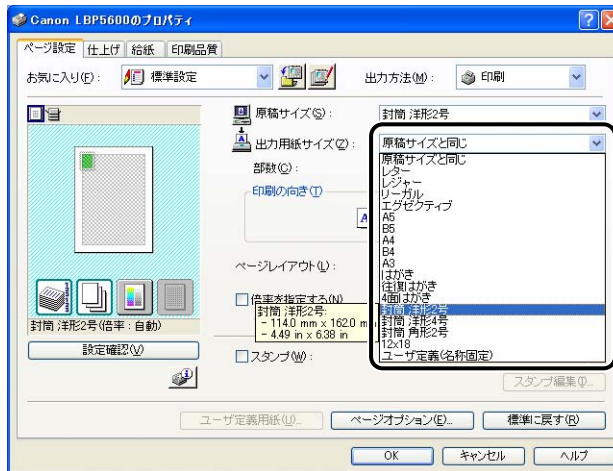 Canon LBP5600のプロパティ
ページ設定 仕上げ 給紙 印刷品質
お気に入り(F): 標準設定 出力方法(M): 印刷
原稿サイズ(S): 封筒 洋形2号
出力用紙サイズ(Z): 原稿サイズと同じ
原稿サイズと同じ
レター
レジャー
リーガル
エグゼクティブ
A5
B5
A4
B4
A3
はがき
往復はがき
4面はがき
封筒 洋形2号
封筒 洋形4号
封筒 角形2号
12x18
ユーザ定義(名称固定)
部数(C):
印刷の向き(T)
A
ページレイアウト(L):
倍率を指定する(N)
封筒 洋形2号:
- 114.0 mm x 162.0 m
- 4.49 in x 6.38 in
封筒 洋形2号(倍率:自動)
設定確認(V)
スタンプ(W):
スタンプ編集(I)...
ユーザ定義用紙(U)... ページオプション(E)... 標準に戻す(R)
OK キャンセル ヘルプ